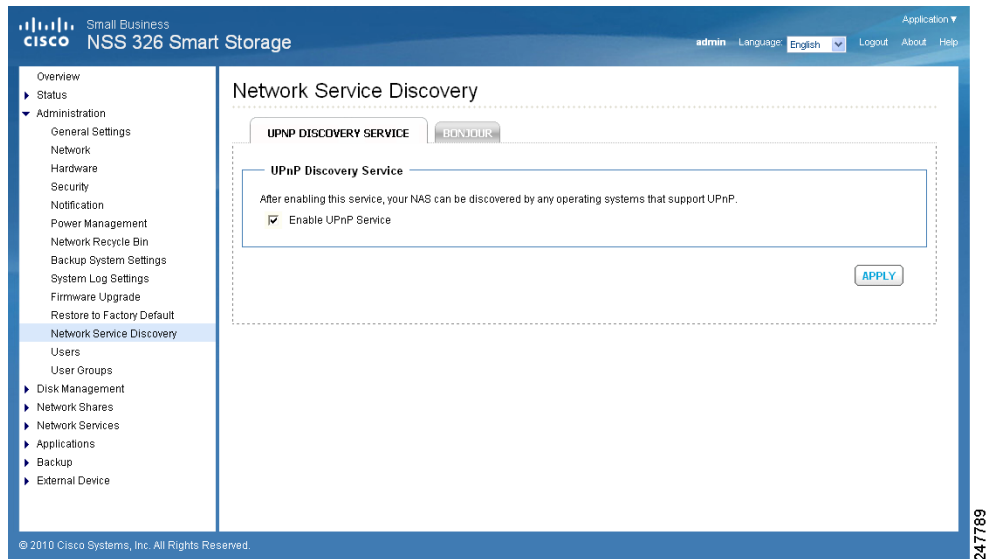 Small Business
CISCO NSS 326 Smart Storage
Application
admin Language: English Logout About Help
Overview
Status
Administration
General Settings
Network
Hardware
Security
Notification
Power Management
Network Recycle Bin
Backup System Settings
System Log Settings
Firmware Upgrade
Restore to Factory Default
Network Service Discovery
Users
User Groups
Disk Management
Network Shares
Network Services
Applications
Backup
External Device
Network Service Discovery
UPNP DISCOVERY SERVICE
BONJOUR
UPnP Discovery Service
After enabling this service, your NAS can be discovered by any operating systems that support UPnP.
Enable UPnP Service
APPLY
© 2010 Cisco Systems, Inc. All Rights Reserved.
247789